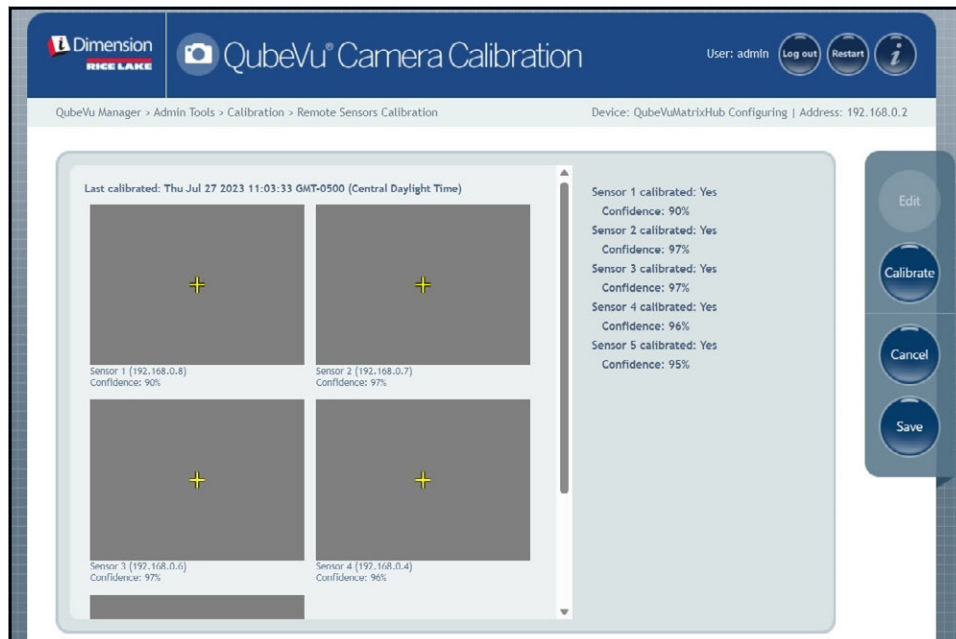 iDimension
RICE LAKE
QubeVu® Camera Calibration
User: admin
Log out
Restart
i
QubeVu Manager > Admin Tools > Calibration > Remote Sensors Calibration
Device: QubeVuMatrixHub Configuring | Address: 192.168.0.2
Last calibrated: Thu Jul 27 2023 11:03:33 GMT-0500 (Central Daylight Time)
Sensor 1 (192.168.0.8)
Confidence: 90%
Sensor 2 (192.168.0.7)
Confidence: 97%
Sensor 3 (192.168.0.6)
Confidence: 97%
Sensor 4 (192.168.0.4)
Confidence: 96%
Sensor 1 calibrated: Yes
Confidence: 90%
Sensor 2 calibrated: Yes
Confidence: 97%
Sensor 3 calibrated: Yes
Confidence: 97%
Sensor 4 calibrated: Yes
Confidence: 96%
Sensor 5 calibrated: Yes
Confidence: 95%
Edit
Calibrate
Cancel
Save